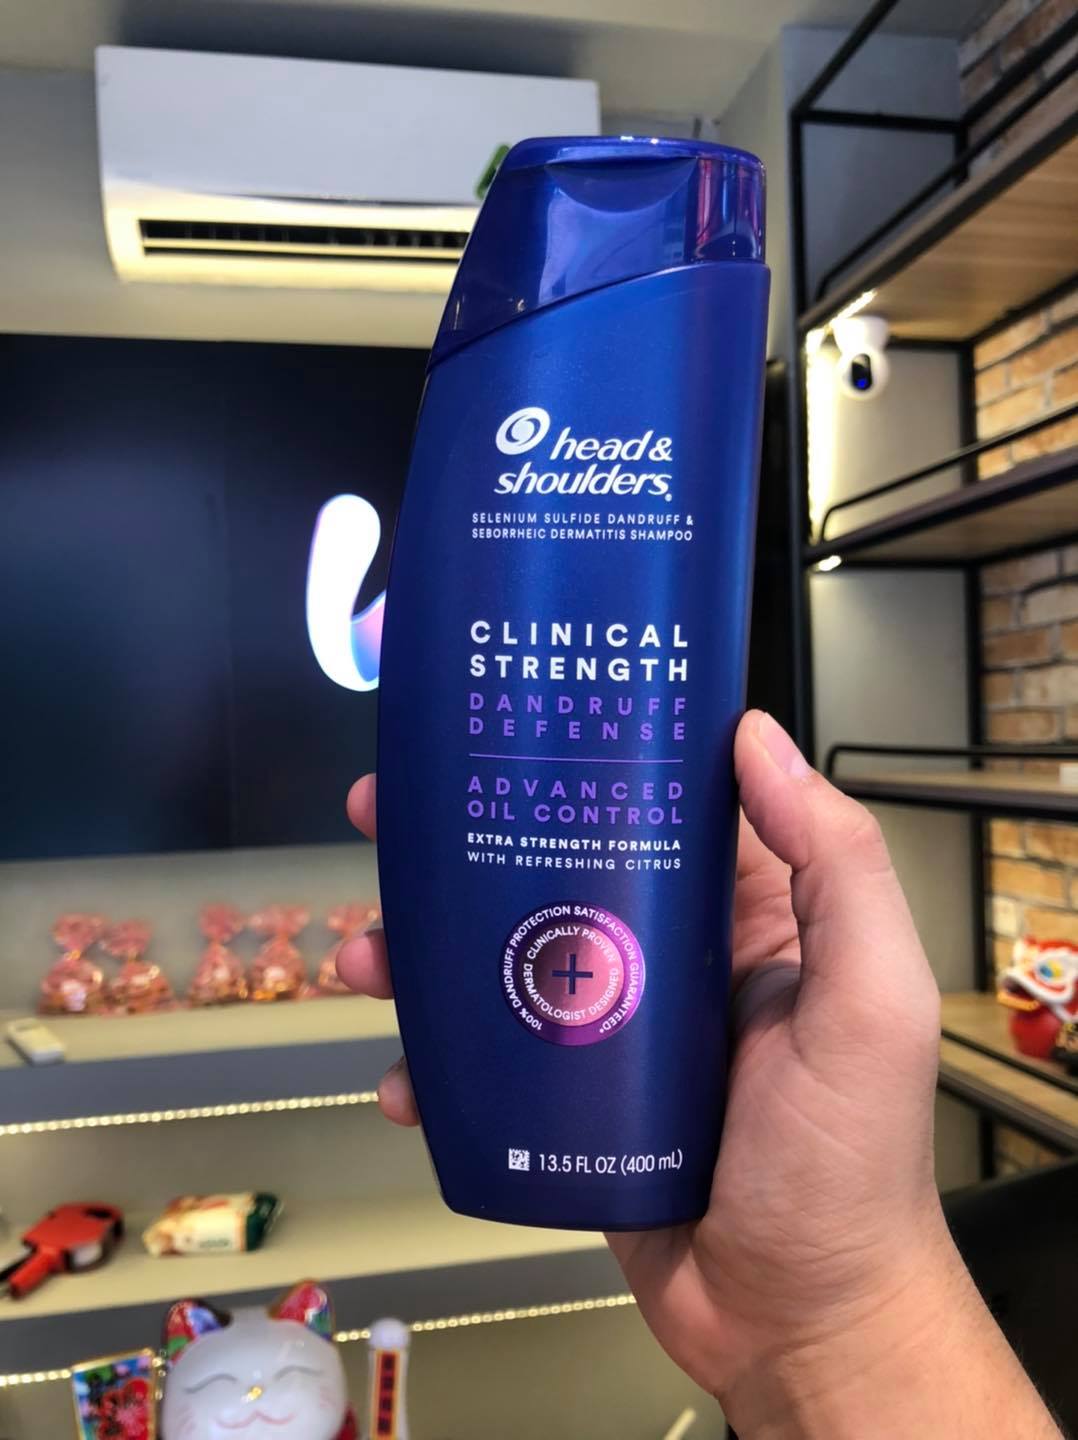 head &
shoulders®
SELENIUM SULFIDE DANDRUFF &
SEBORRHEIC DERMATITIS SHAMPOO
CLINICAL
STRENGTH
DANDRUFF
DEFENSE
ADVANCED
OIL CONTROL
EXTRA STRENGTH FORMULA
WITH REFRESHING CITRUS
100% DANDRUFF PROTECTION SATISFACTION GUARANTEED*
CLINICALLY PROVEN
DERMATOLOGIST DESIGNED
13.5 FL OZ (400 mL)